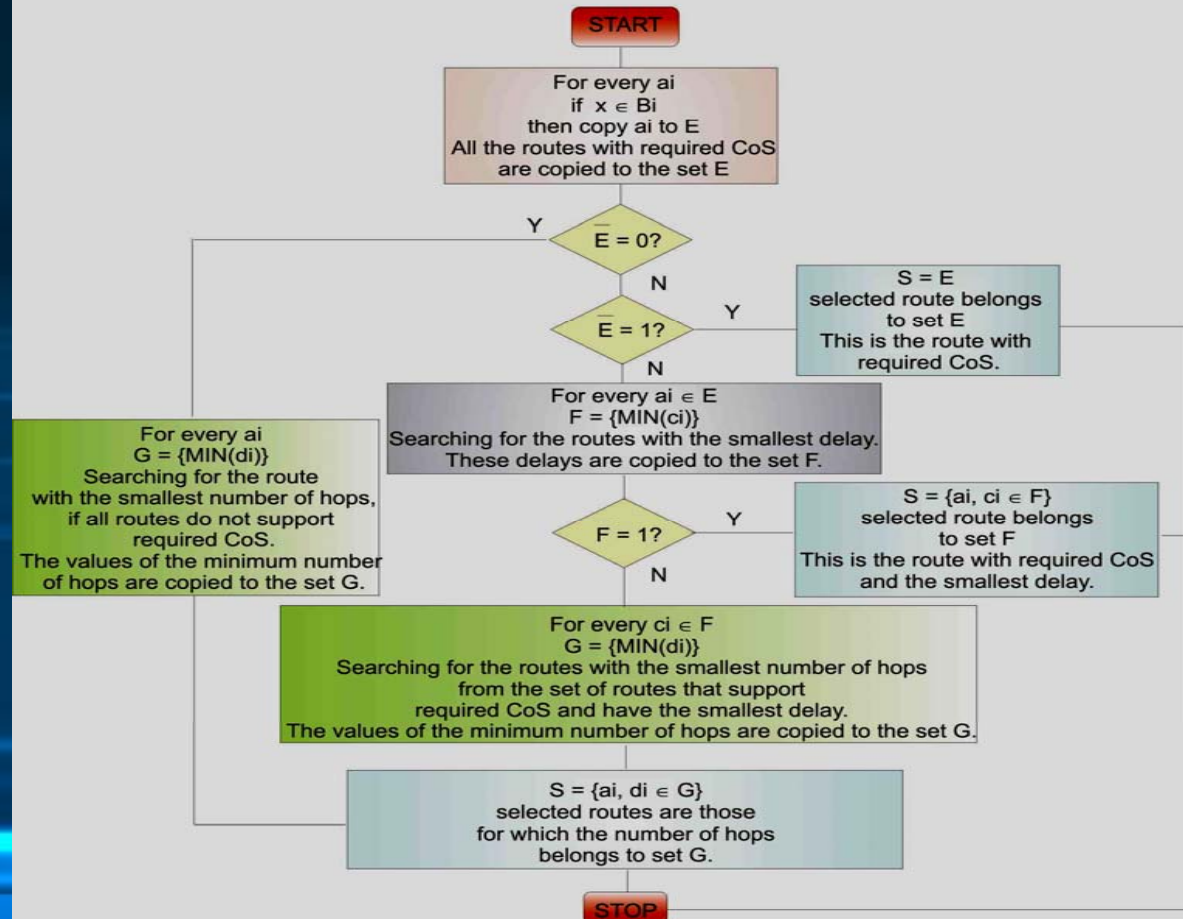 START
For every ai
if x ∈ Bi
then copy ai to E
All the routes with required CoS
are copied to the set E
Y
E̅ = 0?
N
E̅ = 1?
Y
S = E
selected route belongs
to set E
This is the route with
required CoS.
N
For every ai ∈ E
F = {MIN(ci)}
Searching for the routes with the smallest delay.
These delays are copied to the set F.
For every ai
G = {MIN(di)}
Searching for the route
with the smallest number of hops,
if all routes do not support
required CoS.
The values of the minimum number
of hops are copied to the set G.
F = 1?
Y
S = {ai, ci ∈ F}
selected route belongs
to set F
This is the route with required CoS
and the smallest delay.
N
For every ci ∈ F
G = {MIN(di)}
Searching for the routes with the smallest number of hops
from the set of routes that support
required CoS and have the smallest delay.
The values of the minimum number of hops are copied to the set G.
S = {ai, di ∈ G}
selected routes are those
for which the number of hops
belongs to set G.
STOP